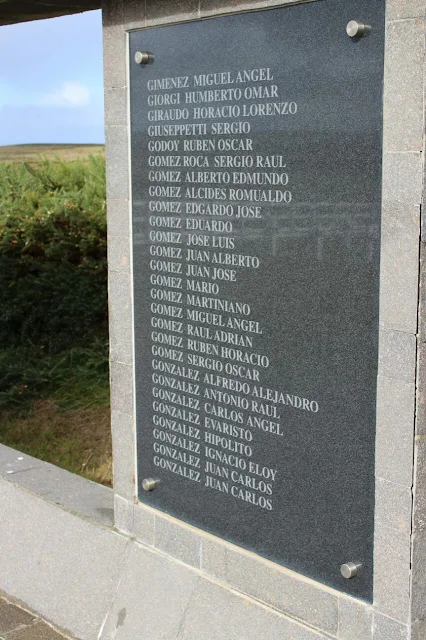 GIMENEZ MIGUEL ANGEL
GIORGI HUMBERTO OMAR
GIRAUDO HORACIO LORENZO
GIUSEPPETTI SERGIO
GODOY RUBEN OSCAR
GOMEZ ROCA SERGIO RAUL
GOMEZ ALBERTO EDMUNDO
GOMEZ ALCIDES ROMUALDO
GOMEZ EDGARDO JOSE
GOMEZ EDUARDO
GOMEZ JOSE LUIS
GOMEZ JUAN ALBERTO
GOMEZ JUAN JOSE
GOMEZ MARIO
GOMEZ MARTINIANO
GOMEZ MIGUEL ANGEL
GOMEZ RAUL ADRIAN
GOMEZ RUBEN HORACIO
GOMEZ SERGIO OSCAR
GONZALEZ ALFREDO ALEJANDRO
GONZALEZ ANTONIO RAUL
GONZALEZ CARLOS ANGEL
GONZALEZ EVARISTO
GONZALEZ HIPOLITO
GONZALEZ IGNACIO ELOY
GONZALEZ JUAN CARLOS
GONZALEZ JUAN CARLOS